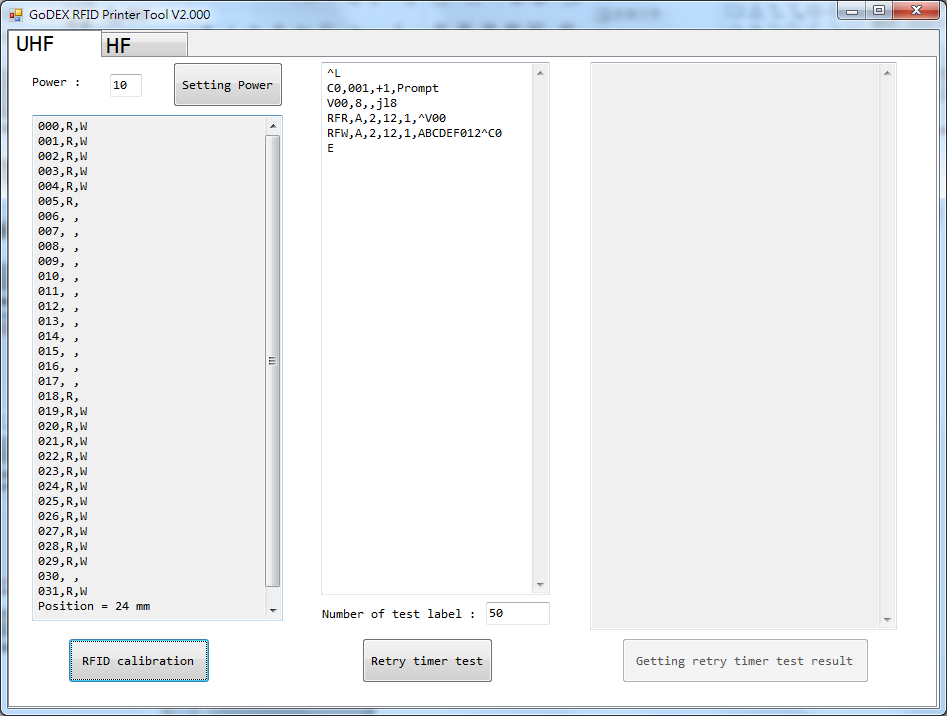 GoDEX RFID Printer Tool V2.000
UHF
HF
Power :
10
Setting Power
000,R,W
001,R,W
002,R,W
003,R,W
004,R,W
005,R,
006, ,
007, ,
008, ,
009, ,
010, ,
011, ,
012, ,
013, ,
014, ,
015, ,
016, ,
017, ,
018,R,
019,R,W
020,R,W
021,R,W
022,R,W
023,R,W
024,R,W
025,R,W
026,R,W
027,R,W
028,R,W
029,R,W
030, ,
031,R,W
Position = 24 mm
RFID calibration
^L
C0,001,+1,Prompt
V00,8,,jl8
RFR,A,2,12,1,^V00
RFW,A,2,12,1,ABCDEF012^C0
E
Number of test label :
50
Retry timer test
Getting retry timer test result